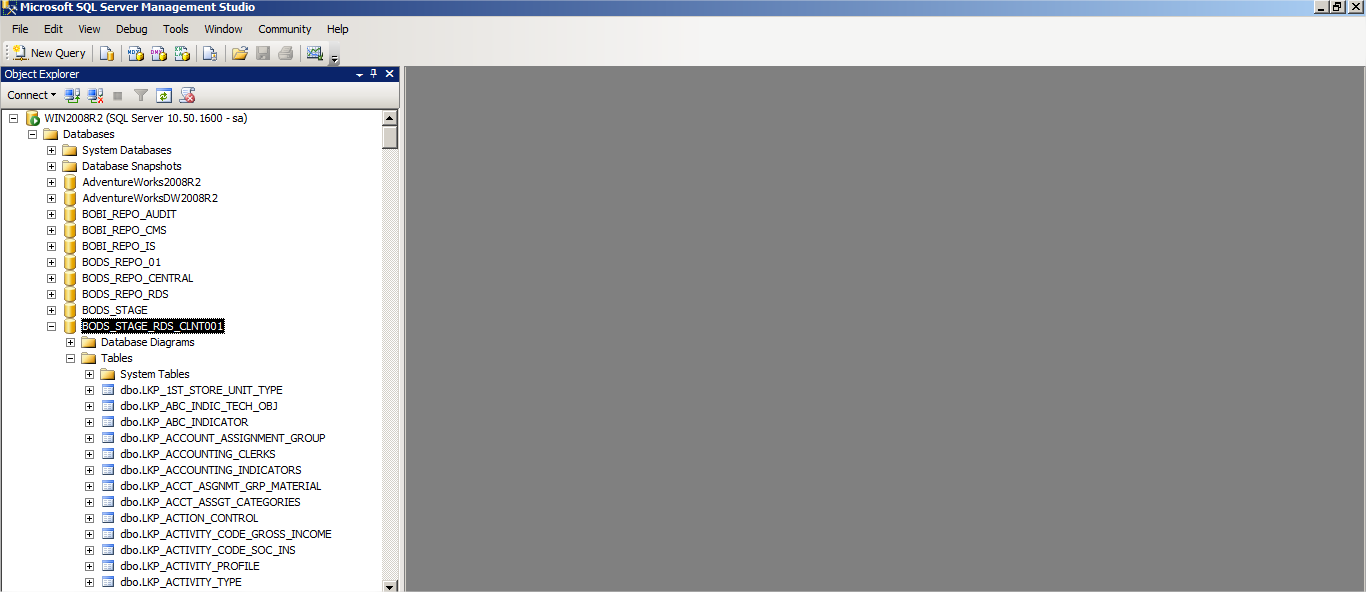 Microsoft SQL Server Management Studio
File Edit View Debug Tools Window Community Help
New Query
Object Explorer
Connect
WIN2008R2 (SQL Server 10.50.1600 - sa)
Databases
System Databases
Database Snapshots
AdventureWorks2008R2
AdventureWorksDW2008R2
BOBI_REPO_AUDIT
BOBI_REPO_CMS
BOBI_REPO_IS
BODS_REPO_01
BODS_REPO_CENTRAL
BODS_REPO_RDS
BODS_STAGE
BODS_STAGE_RDS_CLNT001
Database Diagrams
Tables
System Tables
dbo.LKP_1ST_STORE_UNIT_TYPE
dbo.LKP_ABC_INDIC_TECH_OBJ
dbo.LKP_ABC_INDICATOR
dbo.LKP_ACCOUNT_ASSIGNMENT_GROUP
dbo.LKP_ACCOUNTING_CLERKS
dbo.LKP_ACCOUNTING_INDICATORS
dbo.LKP_ACCT_ASGNMT_GRP_MATERIAL
dbo.LKP_ACCT_ASSGT_CATEGORIES
dbo.LKP_ACTION_CONTROL
dbo.LKP_ACTIVITY_CODE_GROSS_INCOME
dbo.LKP_ACTIVITY_CODE_SOC_INS
dbo.LKP_ACTIVITY_PROFILE
dbo.LKP_ACTIVITY_TYPE